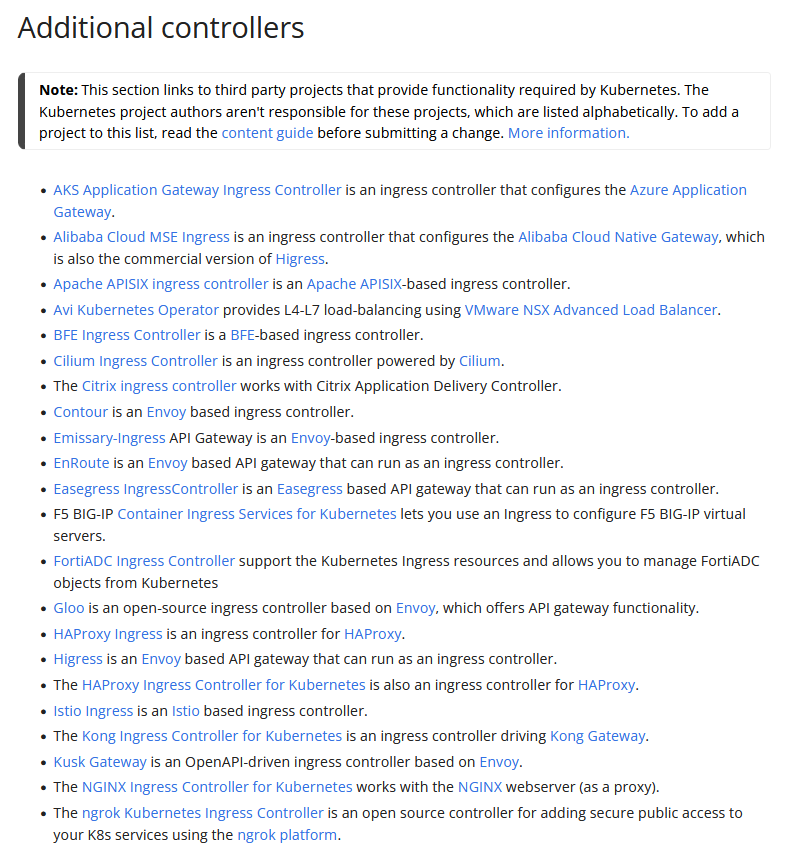 Additional controllers
Note: This section links to third party projects that provide functionality required by Kubernetes. The
Kubernetes project authors aren't responsible for these projects, which are listed alphabetically. To add a
project to this list, read the content guide before submitting a change. More information.
• AKS Application Gateway Ingress Controller is an ingress controller that configures the Azure Application
Gateway.
• Alibaba Cloud MSE Ingress is an ingress controller that configures the Alibaba Cloud Native Gateway, which
is also the commercial version of Higress.
• Apache APISIX ingress controller is an Apache APISIX-based ingress controller.
• Avi Kubernetes Operator provides L4-L7 load-balancing using VMware NSX Advanced Load Balancer.
• BFE Ingress Controller is a BFE-based ingress controller.
• Cilium Ingress Controller is an ingress controller powered by Cilium.
• The Citrix ingress controller works with Citrix Application Delivery Controller.
• Contour is an Envoy based ingress controller.
• Emissary-Ingress API Gateway is an Envoy-based ingress controller.
• EnRoute is an Envoy based API gateway that can run as an ingress controller.
• Easegress IngressController is an Easegress based API gateway that can run as an ingress controller.
• F5 BIG-IP Container Ingress Services for Kubernetes lets you use an Ingress to configure F5 BIG-IP virtual
servers.
• FortiADC Ingress Controller support the Kubernetes Ingress resources and allows you to manage FortiADC
objects from Kubernetes
• Gloo is an open-source ingress controller based on Envoy, which offers API gateway functionality.
• HAProxy Ingress is an ingress controller for HAProxy.
• Higress is an Envoy based API gateway that can run as an ingress controller.
• The HAProxy Ingress Controller for Kubernetes is also an ingress controller for HAProxy.
• Istio Ingress is an Istio based ingress controller.
• The Kong Ingress Controller for Kubernetes is an ingress controller driving Kong Gateway.
• Kusk Gateway is an OpenAPI-driven ingress controller based on Envoy.
• The NGINX Ingress Controller for Kubernetes works with the NGINX webserver (as a proxy).
• The ngrok Kubernetes Ingress Controller is an open source controller for adding secure public access to
your K8s services using the ngrok platform.